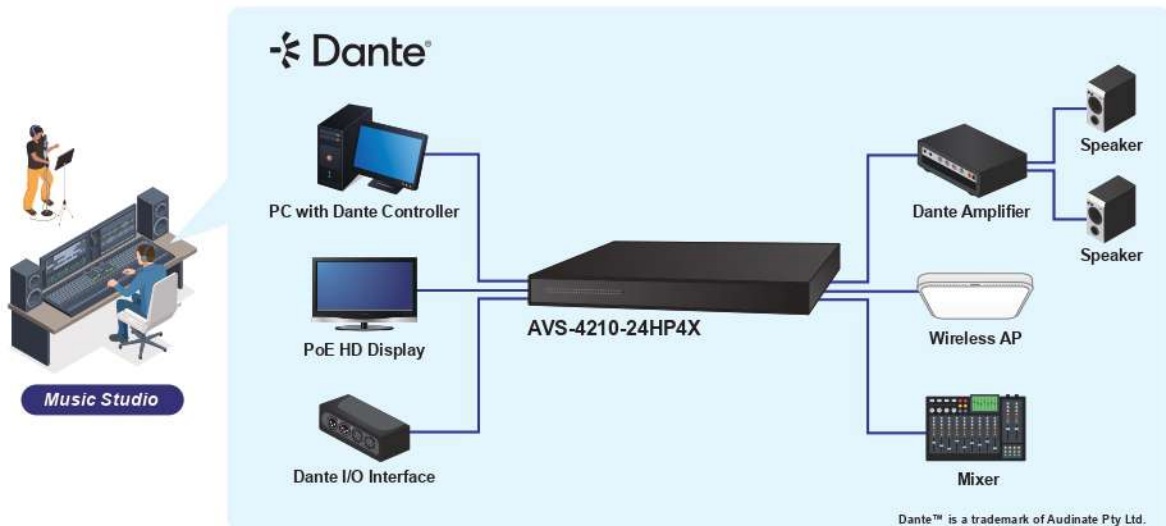 Dante®
Speaker
PC with Dante Controller
Dante Amplifier
Speaker
AVS-4210-24HP4X
PoE HD Display
Wireless AP
Music Studio
Dante I/O Interface
Mixer
Dante™ is a trademark of Audinate Pty Ltd.